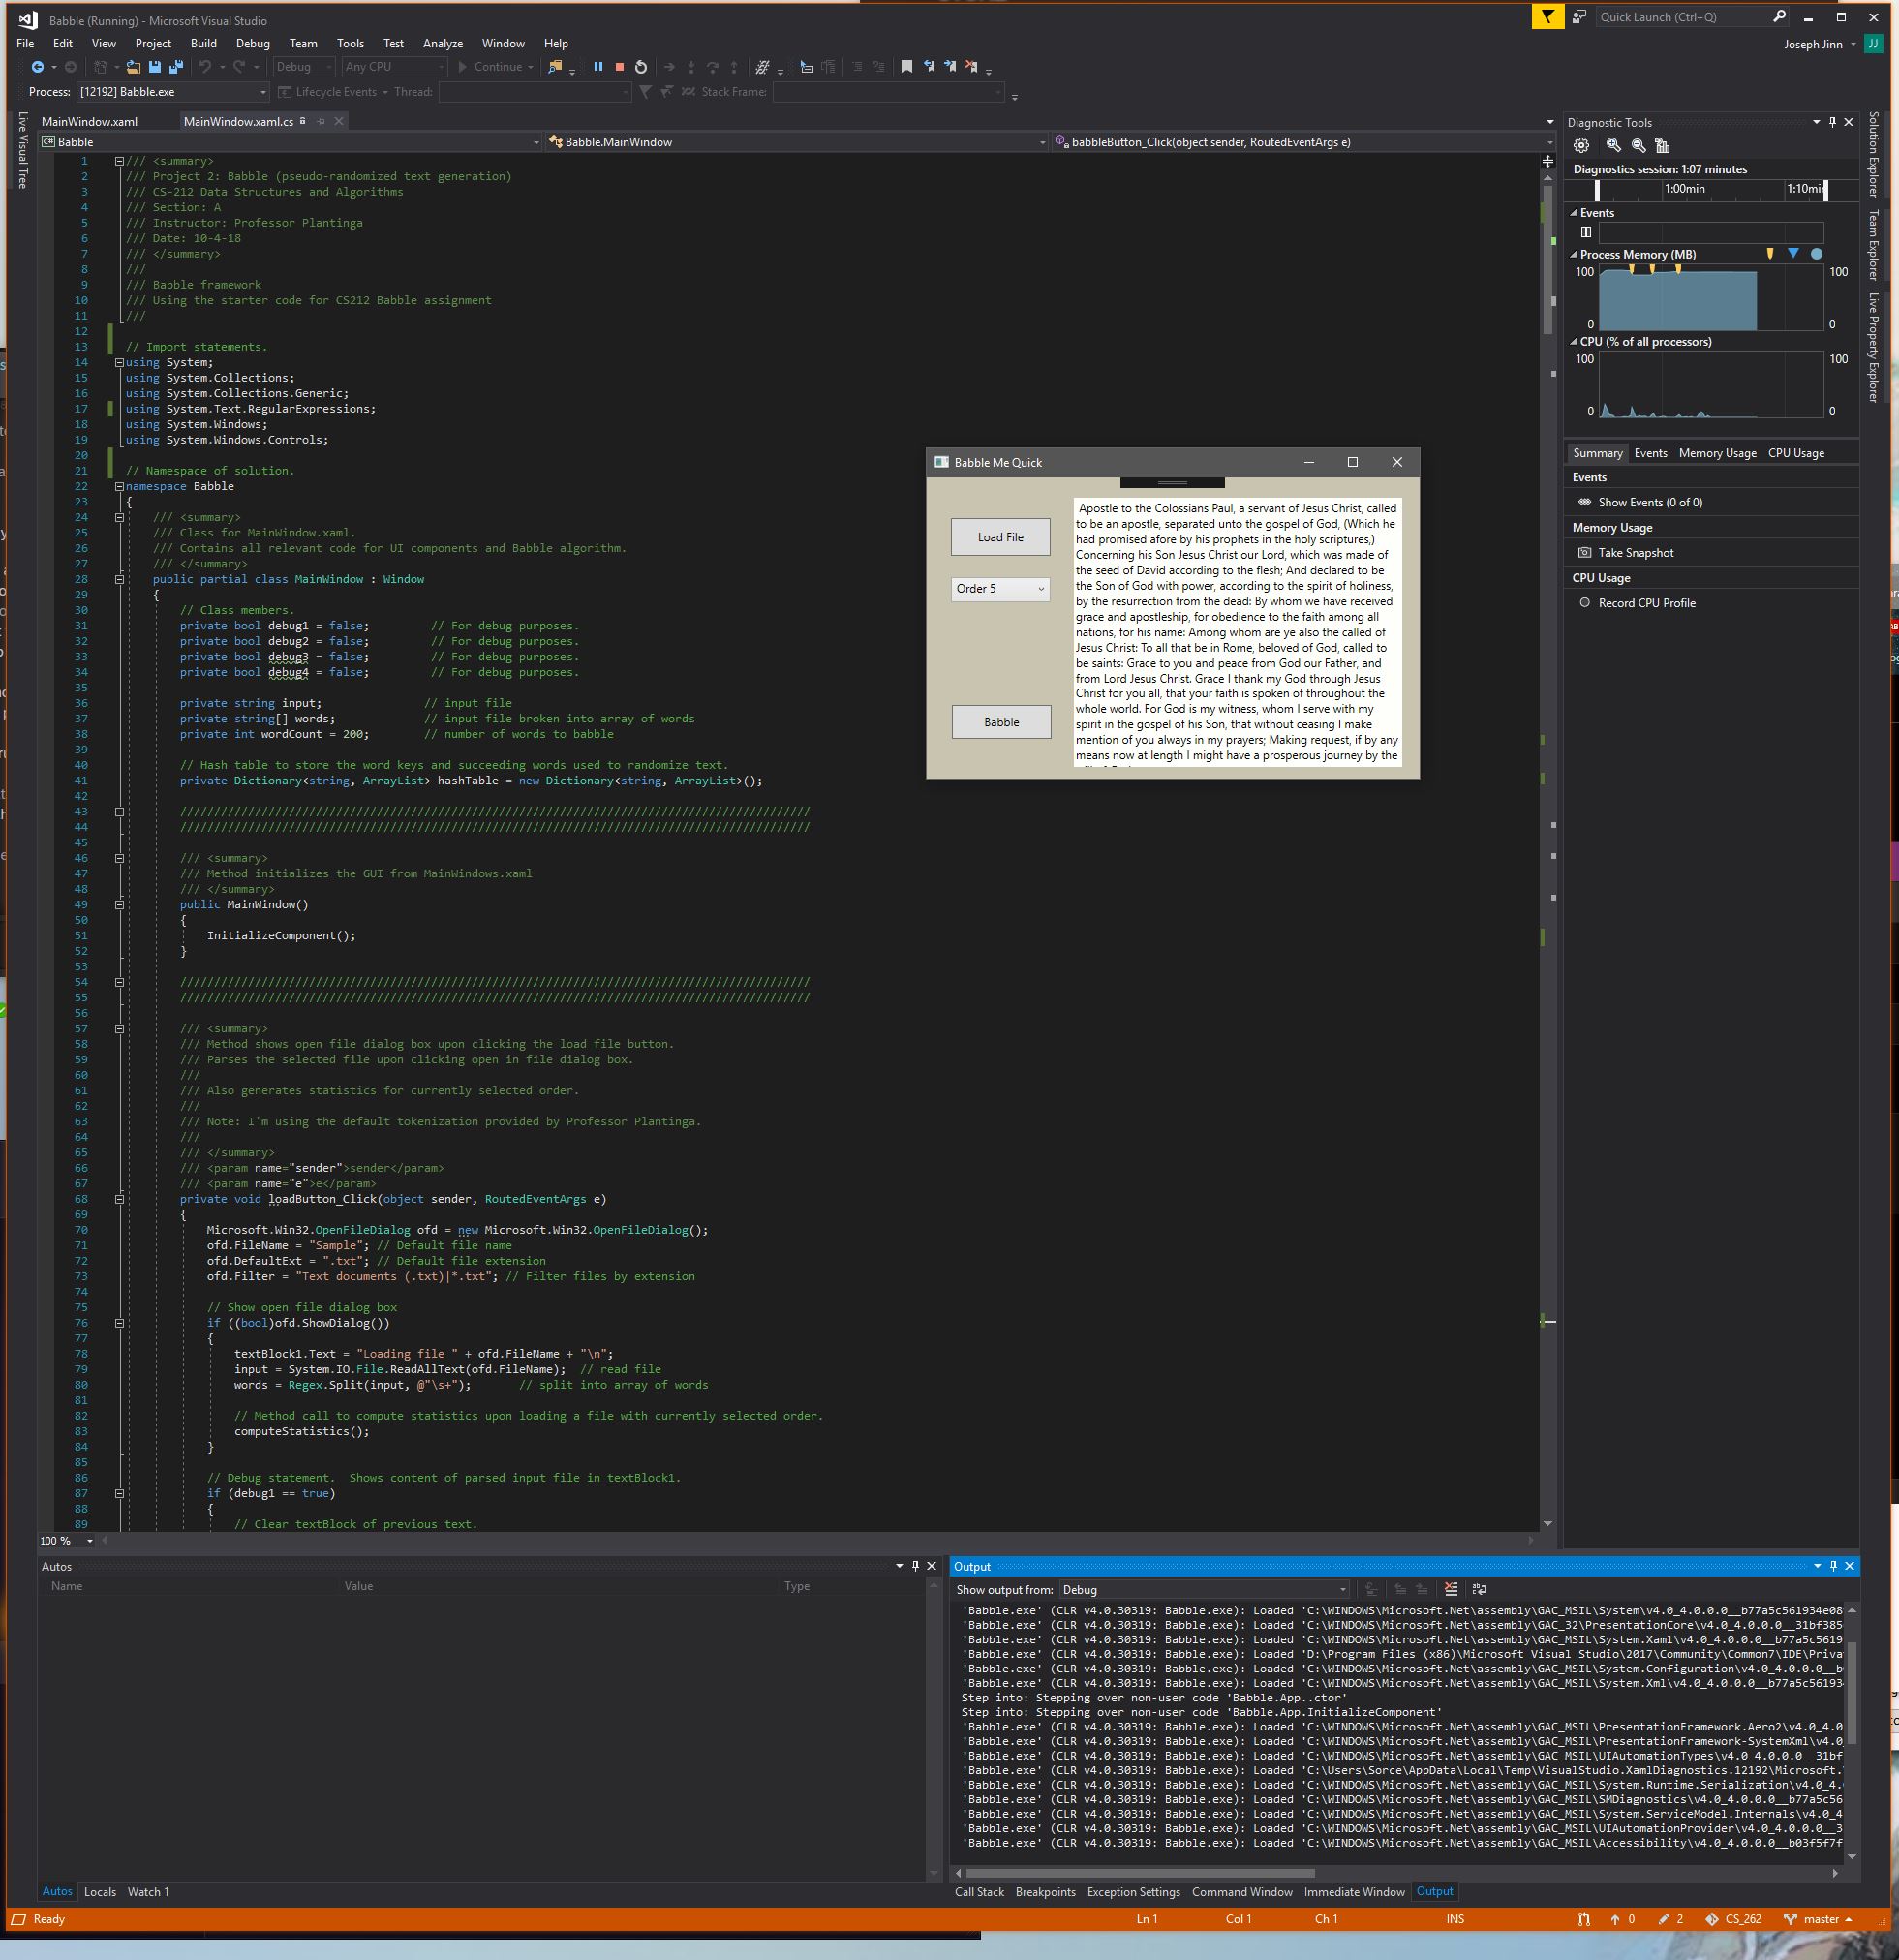 Babble (Running) - Microsoft Visual Studio
Quick Launch (Ctrl+Q)
File Edit View Project Build Debug Team Tools Test Analyze Window Help
Joseph Jinn JJ
Debug Any CPU Continue
Process: [12192] Babble.exe Lifecycle Events Thread: Stack Frame:
Live Visual Tree
MainWindow.xaml MainWindow.xaml.cs
Babble Babble.MainWindow babbleButton_Click(object sender, RoutedEventArgs e)
1 /// <summary>
2 /// Project 2: Babble (pseudo-randomized text generation)
3 /// CS-212 Data Structures and Algorithms
4 /// Section: A
5 /// Instructor: Professor Plantinga
6 /// Date: 10-4-18
7 /// </summary>
8 ///
9 /// Babble framework
10 /// Using the starter code for CS212 Babble assignment
11 ///
12
13 // Import statements.
14 using System;
15 using System.Collections;
16 using System.Collections.Generic;
17 using System.Text.RegularExpressions;
18 using System.Windows;
19 using System.Windows.Controls;
20
21 // Namespace of solution.
22 namespace Babble
23 {
24 /// <summary>
25 /// Class for MainWindow.xaml.
26 /// Contains all relevant code for UI components and Babble algorithm.
27 /// </summary>
28 public partial class MainWindow : Window
29 {
30 // Class members.
31 private bool debug1 = false; // For debug purposes.
32 private bool debug2 = false; // For debug purposes.
33 private bool debug3 = false; // For debug purposes.
34 private bool debug4 = false; // For debug purposes.
35
36 private string input; // input file
37 private string[] words; // input file broken into array of words
38 private int wordCount = 200; // number of words to babble
39
40 // Hash table to store the word keys and succeeding words used to randomize text.
41 private Dictionary<string, ArrayList> hashTable = new Dictionary<string, ArrayList>();
42
43 /////////////////////////////////////////////////////////////////////////////////////////////
44 /////////////////////////////////////////////////////////////////////////////////////////////
45
46 /// <summary>
47 /// Method initializes the GUI from MainWindows.xaml
48 /// </summary>
49 public MainWindow()
50 {
51 InitializeComponent();
52 }
53
54 /////////////////////////////////////////////////////////////////////////////////////////////
55 /////////////////////////////////////////////////////////////////////////////////////////////
56
57 /// <summary>
58 /// Method shows open file dialog box upon clicking the load file button.
59 /// Parses the selected file upon clicking open in file dialog box.
60 ///
61 /// Also generates statistics for currently selected order.
62 ///
63 /// Note: I'm using the default tokenization provided by Professor Plantinga.
64 ///
65 /// </summary>
66 /// <param name="sender">sender</param>
67 /// <param name="e">e</param>
68 private void loadButton_Click(object sender, RoutedEventArgs e)
69 {
70 Microsoft.Win32.OpenFileDialog ofd = new Microsoft.Win32.OpenFileDialog();
71 ofd.FileName = "Sample"; // Default file name
72 ofd.DefaultExt = ".txt"; // Default file extension
73 ofd.Filter = "Text documents (.txt)|*.txt"; // Filter files by extension
74
75 // Show open file dialog box
76 if ((bool)ofd.ShowDialog())
77 {
78 textBlock1.Text = "Loading file " + ofd.FileName + "\n";
79 input = System.IO.File.ReadAllText(ofd.FileName); // read file
80 words = Regex.Split(input, @"\s+"); // split into array of words
81
82 // Method call to compute statistics upon loading a file with currently selected order.
83 computeStatistics();
84 }
85
86 // Debug statement. Shows content of parsed input file in textBlock1.
87 if (debug1 == true)
88 {
89 // Clear textBlock of previous text.
100 %
Babble Me Quick
Load File
Order 5
Babble
Apostle to the Colossians Paul, a servant of Jesus Christ, called
to be an apostle, separated unto the gospel of God, (Which he
had promised afore by his prophets in the holy scriptures,)
Concerning his Son Jesus Christ our Lord, which was made of
the seed of David according to the flesh; And declared to be
the Son of God with power, according to the spirit of holiness,
by the resurrection from the dead: By whom we have received
grace and apostleship, for obedience to the faith among all
nations, for his name: Among whom are ye also the called of
Jesus Christ: To all that be in Rome, beloved of God, called to
be saints: Grace to you and peace from God our Father, and
from Lord Jesus Christ. Grace I thank my God through Jesus
Christ for you all, that your faith is spoken of throughout the
whole world. For God is my witness, whom I serve with my
spirit in the gospel of his Son, that without ceasing I make
mention of you always in my prayers; Making request, if by any
means now at length I might have a prosperous journey by the
Diagnostic Tools
Diagnostics session: 1:07 minutes
1:00min 1:10min
Events
Process Memory (MB)
100 100
0 0
CPU (% of all processors)
100 100
0 0
Summary Events Memory Usage CPU Usage
Events
Show Events (0 of 0)
Memory Usage
Take Snapshot
CPU Usage
Record CPU Profile
Solution Explorer
Team Explorer
Live Property Explorer
Autos
Name Value Type
Autos Locals Watch 1
Output
Show output from: Debug
'Babble.exe' (CLR v4.0.30319: Babble.exe): Loaded 'C:\WINDOWS\Microsoft.Net\assembly\GAC_MSIL\System\v4.0_4.0.0.0__b77a5c561934e08
'Babble.exe' (CLR v4.0.30319: Babble.exe): Loaded 'C:\WINDOWS\Microsoft.Net\assembly\GAC_32\PresentationCore\v4.0_4.0.0.0__31bf385
'Babble.exe' (CLR v4.0.30319: Babble.exe): Loaded 'C:\WINDOWS\Microsoft.Net\assembly\GAC_MSIL\System.Xaml\v4.0_4.0.0.0__b77a5c5619
'Babble.exe' (CLR v4.0.30319: Babble.exe): Loaded 'D:\Program Files (x86)\Microsoft Visual Studio\2017\Community\Common7\IDE\Priva
'Babble.exe' (CLR v4.0.30319: Babble.exe): Loaded 'C:\WINDOWS\Microsoft.Net\assembly\GAC_MSIL\System.Configuration\v4.0_4.0.0.0__b
'Babble.exe' (CLR v4.0.30319: Babble.exe): Loaded 'C:\WINDOWS\Microsoft.Net\assembly\GAC_MSIL\System.Xml\v4.0_4.0.0.0__b77a5c56193
Step into: Stepping over non-user code 'Babble.App..ctor'
Step into: Stepping over non-user code 'Babble.App.InitializeComponent'
'Babble.exe' (CLR v4.0.30319: Babble.exe): Loaded 'C:\WINDOWS\Microsoft.Net\assembly\GAC_MSIL\PresentationFramework.Aero2\v4.0_4.0
'Babble.exe' (CLR v4.0.30319: Babble.exe): Loaded 'C:\WINDOWS\Microsoft.Net\assembly\GAC_MSIL\PresentationFramework-SystemXml\v4.0_
'Babble.exe' (CLR v4.0.30319: Babble.exe): Loaded 'C:\WINDOWS\Microsoft.Net\assembly\GAC_MSIL\UIAutomationTypes\v4.0_4.0.0.0__31bf
'Babble.exe' (CLR v4.0.30319: Babble.exe): Loaded 'C:\Users\Sorce\AppData\Local\Temp\VisualStudio.XamlDiagnostics.12192\Microsoft.
'Babble.exe' (CLR v4.0.30319: Babble.exe): Loaded 'C:\WINDOWS\Microsoft.Net\assembly\GAC_MSIL\System.Runtime.Serialization\v4.0_4.
'Babble.exe' (CLR v4.0.30319: Babble.exe): Loaded 'C:\WINDOWS\Microsoft.Net\assembly\GAC_MSIL\SMDiagnostics\v4.0_4.0.0.0__b77a5c56
'Babble.exe' (CLR v4.0.30319: Babble.exe): Loaded 'C:\WINDOWS\Microsoft.Net\assembly\GAC_MSIL\System.ServiceModel.Internals\v4.0_4
'Babble.exe' (CLR v4.0.30319: Babble.exe): Loaded 'C:\WINDOWS\Microsoft.Net\assembly\GAC_MSIL\UIAutomationProvider\v4.0_4.0.0.0__3
'Babble.exe' (CLR v4.0.30319: Babble.exe): Loaded 'C:\WINDOWS\Microsoft.Net\assembly\GAC_MSIL\Accessibility\v4.0_4.0.0.0__b03f5f7f
Call Stack Breakpoints Exception Settings Command Window Immediate Window Output
Ready Ln 1 Col 1 Ch 1 INS 0 2 CS_262 master